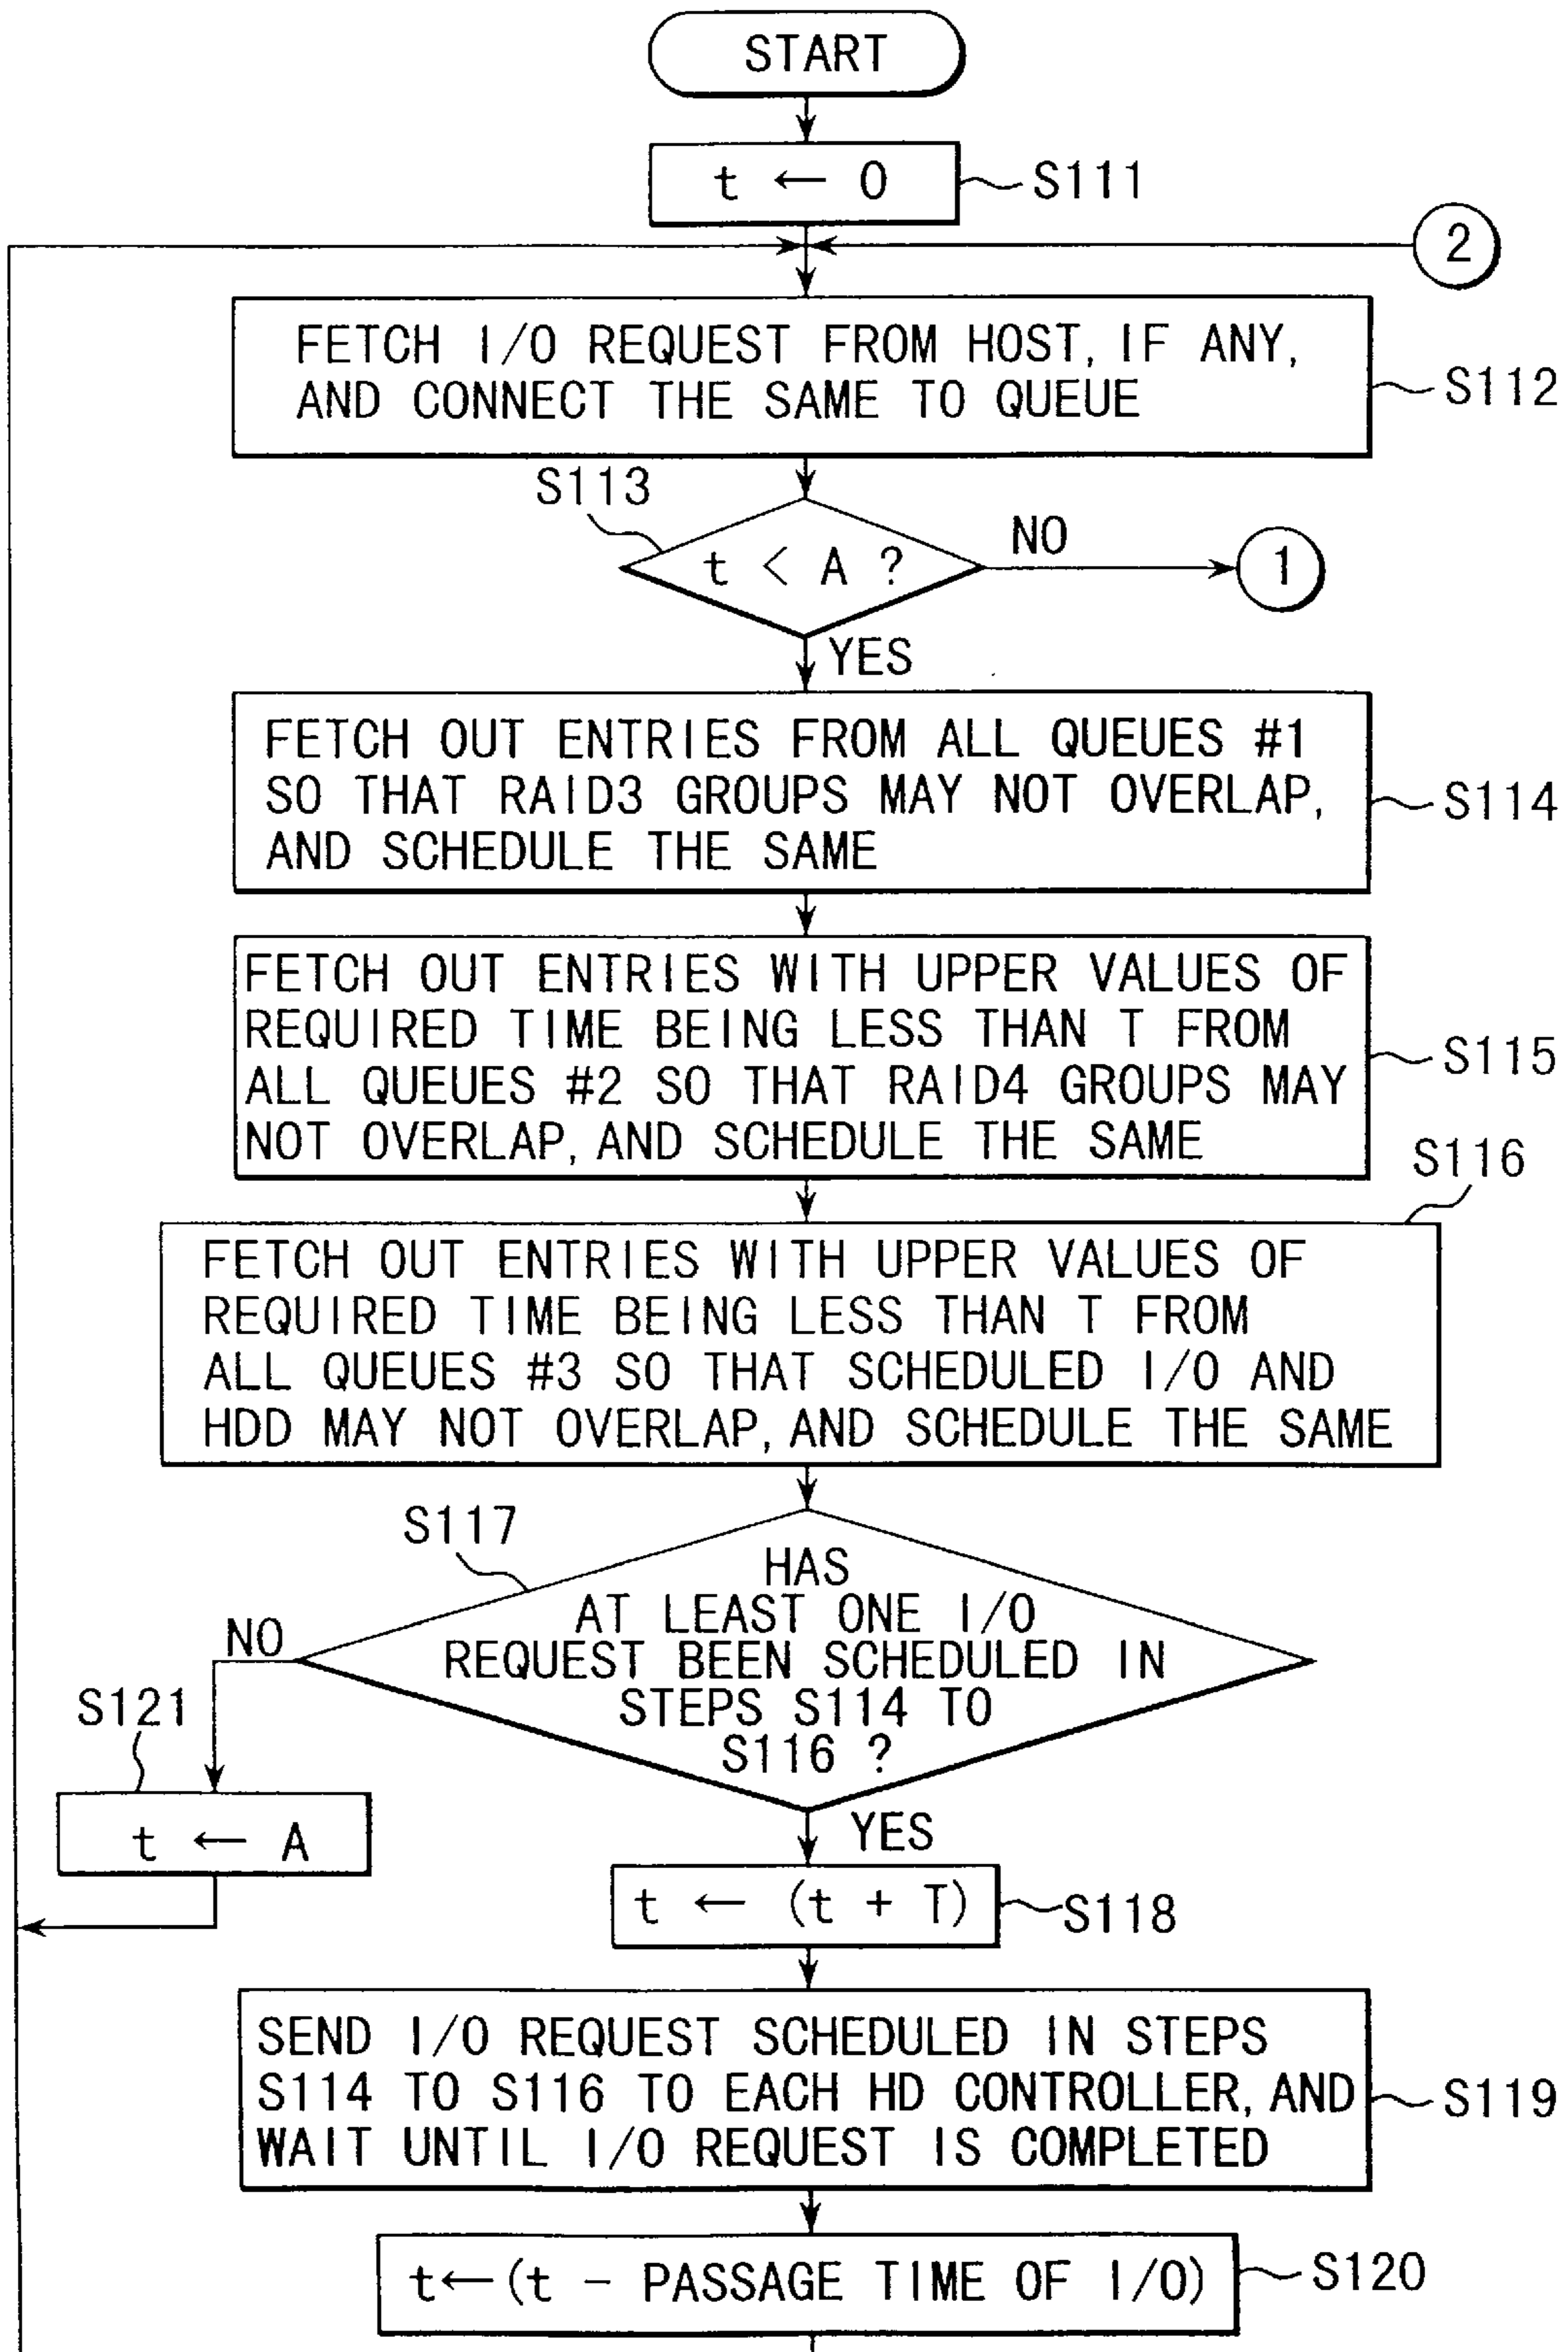 START
t ← 0
S111
2
FETCH I/O REQUEST FROM HOST, IF ANY,
AND CONNECT THE SAME TO QUEUE
S112
S113
t < A ?
NO
1
YES
FETCH OUT ENTRIES FROM ALL QUEUES #1
SO THAT RAID3 GROUPS MAY NOT OVERLAP,
AND SCHEDULE THE SAME
S114
FETCH OUT ENTRIES WITH UPPER VALUES OF
REQUIRED TIME BEING LESS THAN T FROM
ALL QUEUES #2 SO THAT RAID4 GROUPS MAY
NOT OVERLAP, AND SCHEDULE THE SAME
S115
S116
FETCH OUT ENTRIES WITH UPPER VALUES OF
REQUIRED TIME BEING LESS THAN T FROM
ALL QUEUES #3 SO THAT SCHEDULED I/O AND
HDD MAY NOT OVERLAP, AND SCHEDULE THE SAME
S117
HAS
AT LEAST ONE I/O
REQUEST BEEN SCHEDULED IN
STEPS S114 TO
S116 ?
NO
S121
t ← A
YES
t ← (t + T)
S118
SEND I/O REQUEST SCHEDULED IN STEPS
S114 TO S116 TO EACH HD CONTROLLER, AND
WAIT UNTIL I/O REQUEST IS COMPLETED
S119
t←(t - PASSAGE TIME OF I/O)
S120